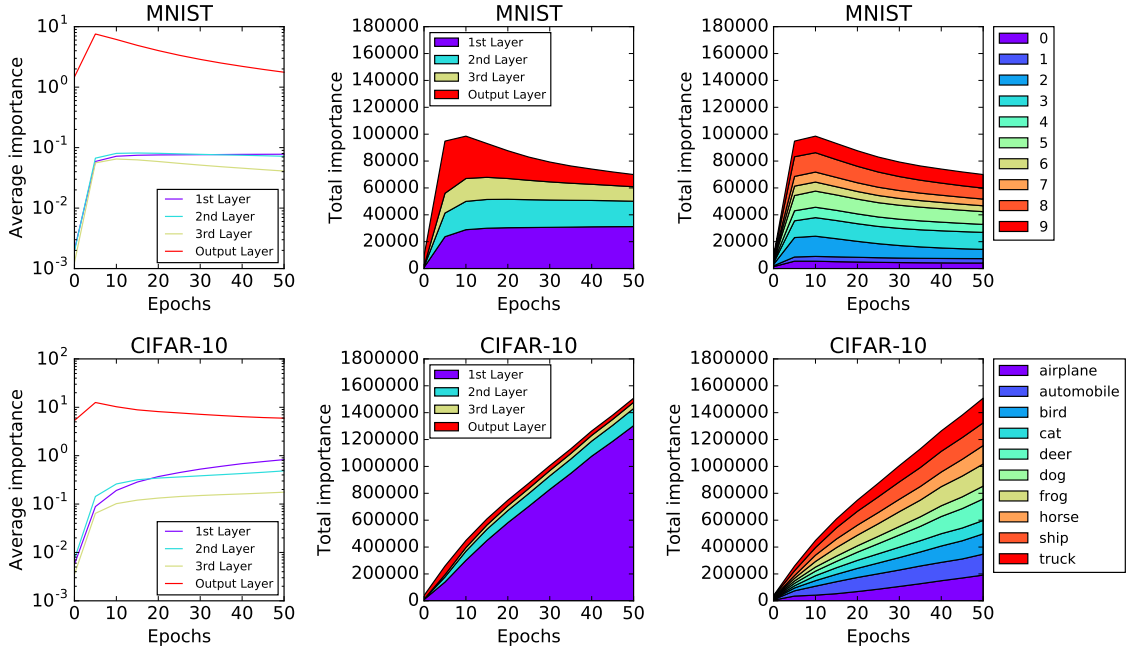 MNIST
Average importance
10^1
10^0
10^-1
10^-2
10^-3
1st Layer
2nd Layer
3rd Layer
Output Layer
0 10 20 30 40 50
Epochs
MNIST
Total importance
180000
160000
140000
120000
100000
80000
60000
40000
20000
0
1st Layer
2nd Layer
3rd Layer
Output Layer
0 10 20 30 40 50
Epochs
MNIST
Total importance
180000
160000
140000
120000
100000
80000
60000
40000
20000
0
0 10 20 30 40 50
Epochs
0
1
2
3
4
5
6
7
8
9
CIFAR-10
Average importance
10^2
10^1
10^0
10^-1
10^-2
10^-3
1st Layer
2nd Layer
3rd Layer
Output Layer
0 10 20 30 40 50
Epochs
CIFAR-10
Total importance
1800000
1600000
1400000
1200000
1000000
800000
600000
400000
200000
0
1st Layer
2nd Layer
3rd Layer
Output Layer
0 10 20 30 40 50
Epochs
CIFAR-10
Total importance
1800000
1600000
1400000
1200000
1000000
800000
600000
400000
200000
0
0 10 20 30 40 50
Epochs
airplane
automobile
bird
cat
deer
dog
frog
horse
ship
truck